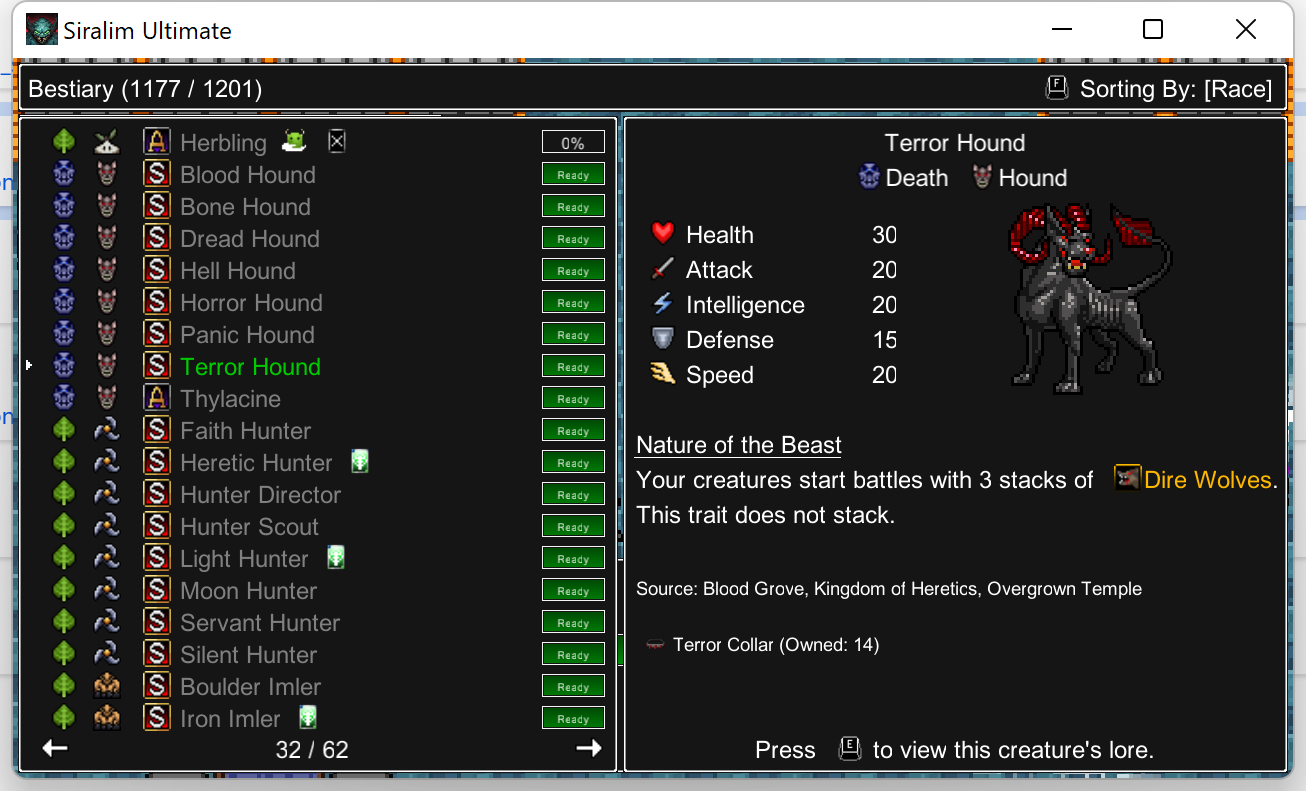 Siralim Ultimate
Bestiary (1177 / 1201)
F Sorting By: [Race]
A Herbling 0%
S Blood Hound Ready
S Bone Hound Ready
S Dread Hound Ready
S Hell Hound Ready
S Horror Hound Ready
S Panic Hound Ready
S Terror Hound Ready
A Thylacine Ready
S Faith Hunter Ready
S Heretic Hunter Ready
S Hunter Director Ready
S Hunter Scout Ready
S Light Hunter Ready
S Moon Hunter Ready
S Servant Hunter Ready
S Silent Hunter Ready
S Boulder Imler Ready
S Iron Imler Ready
32 / 62
Terror Hound
Death Hound
Health 30
Attack 20
Intelligence 20
Defense 15
Speed 20
Nature of the Beast
Your creatures start battles with 3 stacks of Dire Wolves.
This trait does not stack.
Source: Blood Grove, Kingdom of Heretics, Overgrown Temple
Terror Collar (Owned: 14)
Press E to view this creature's lore.